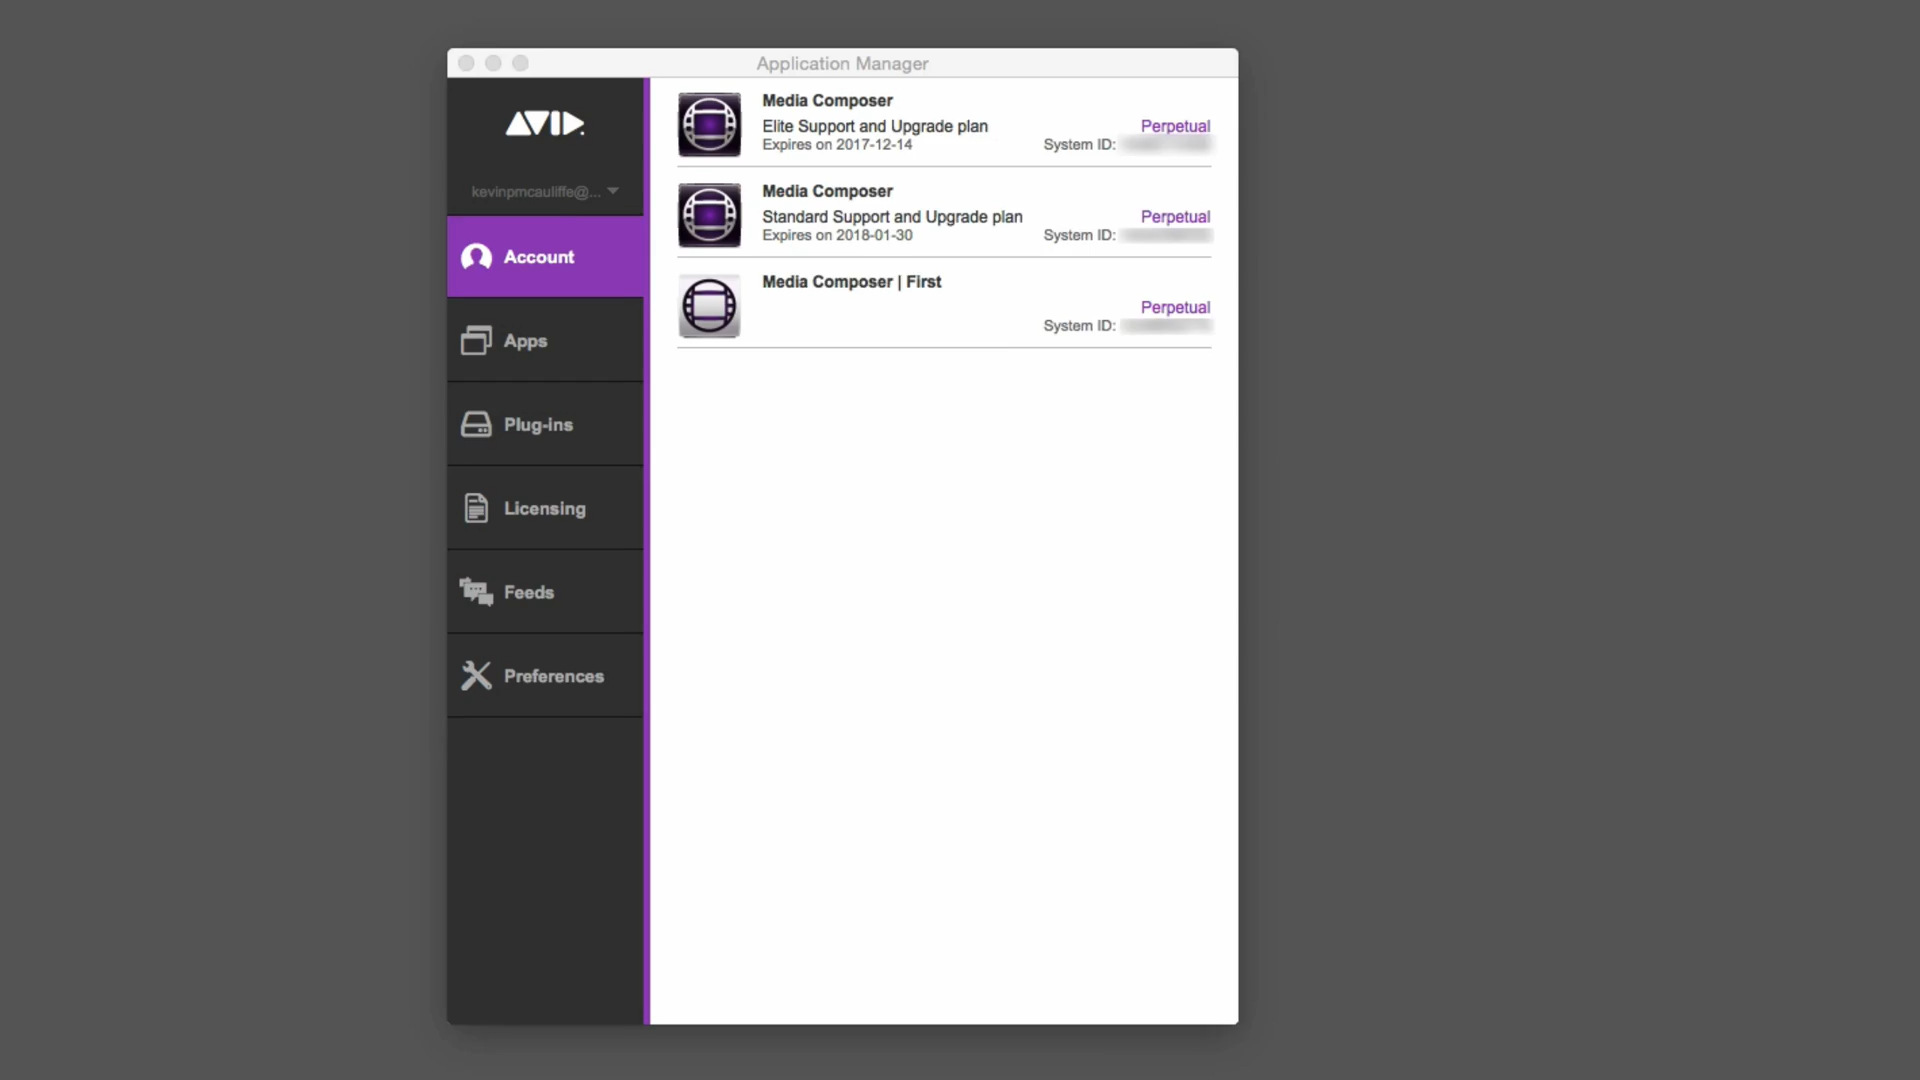 Application Manager
AVID
kevinpmcauliffe@...
Account
Apps
Plug-ins
Licensing
Feeds
Preferences
Media Composer
Elite Support and Upgrade plan
Perpetual
Expires on 2017-12-14
System ID:
Media Composer
Standard Support and Upgrade plan
Perpetual
Expires on 2018-01-30
System ID:
Media Composer | First
Perpetual
System ID: